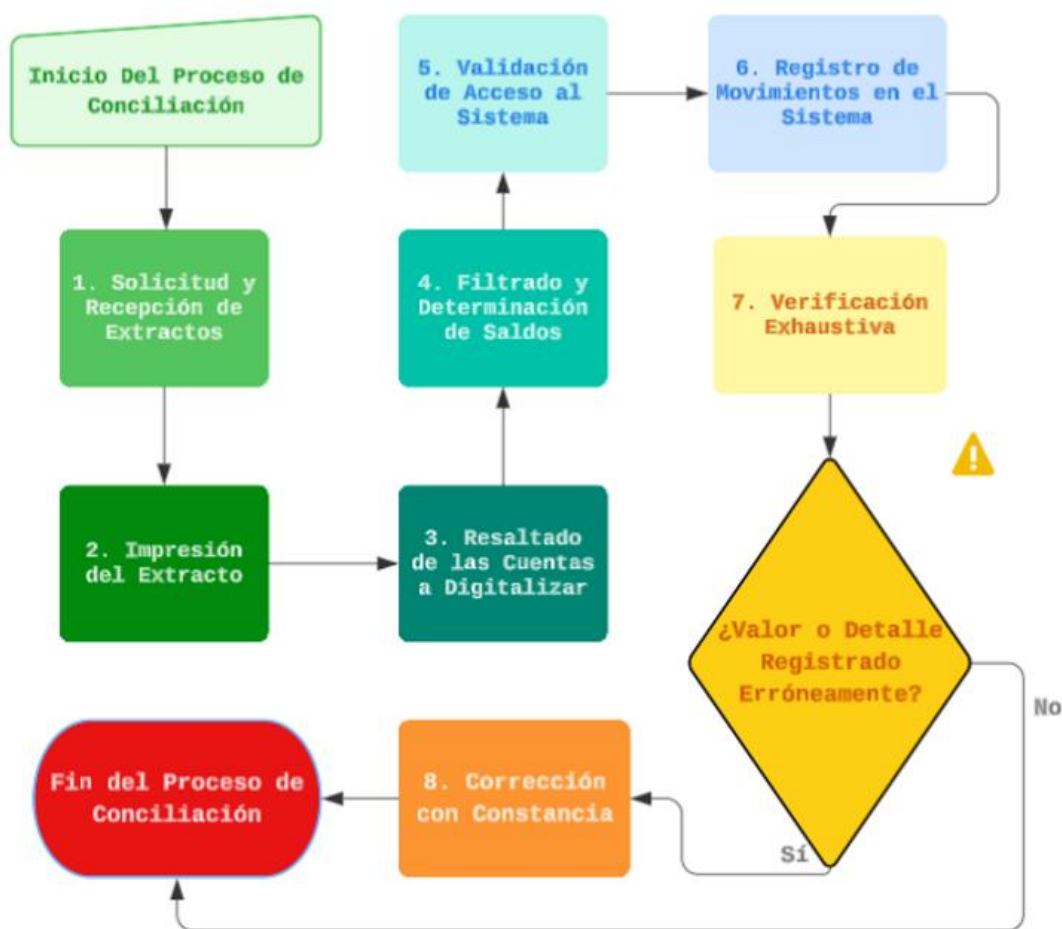 Inicio Del Proceso de
Conciliación
1. Solicitud y
Recepción de
Extractos
2. Impresión
del Extracto
3. Resaltado
de las Cuentas
a Digitalizar
4. Filtrado y
Determinación
de Saldos
5. Validación
de Acceso al
Sistema
6. Registro de
Movimientos en el
Sistema
7. Verificación
Exhaustiva
¿Valor o Detalle
Registrado
Erróneamente?
No
Sí
8. Corrección
con Constancia
Fin del Proceso de
Conciliación